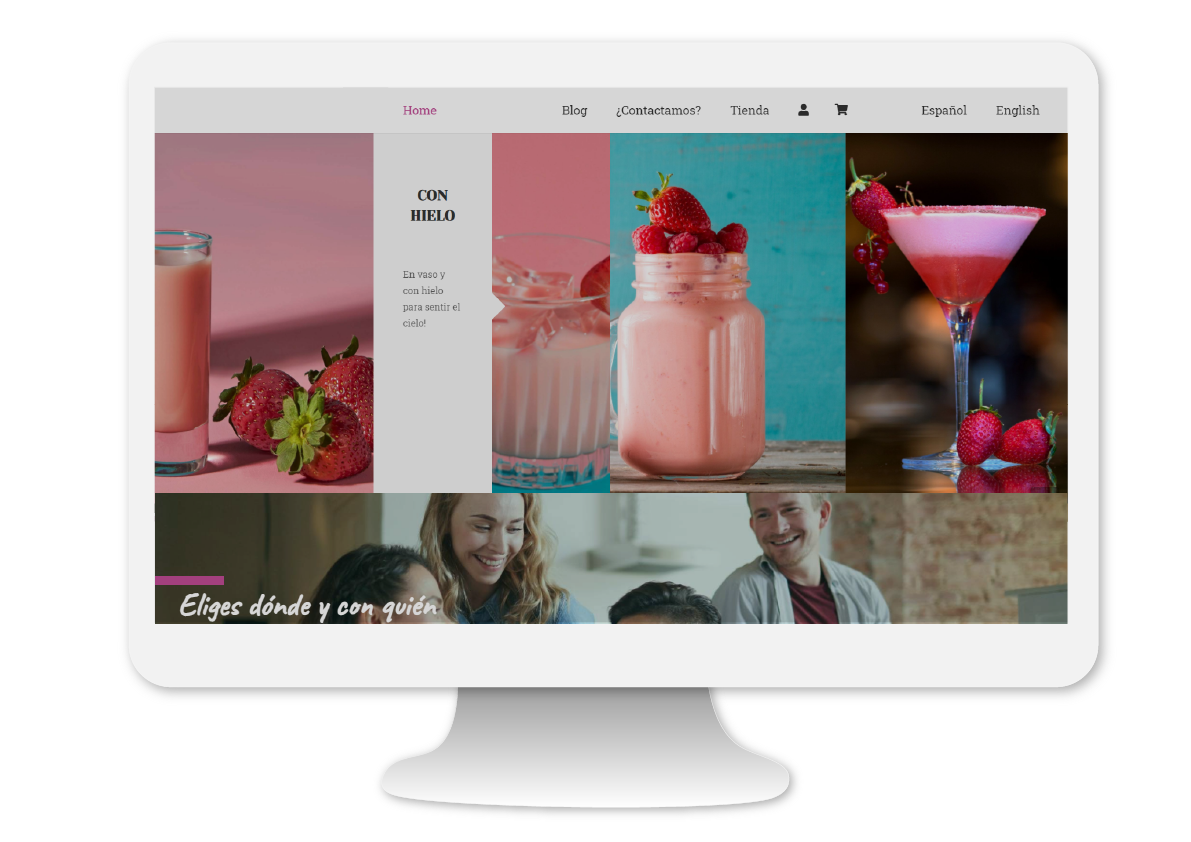 Home Blog ¿Contactamos? Tienda Español English
CON
HIELO
En vaso y
con hielo
para sentir el
cielo!
Eliges dónde y con quién